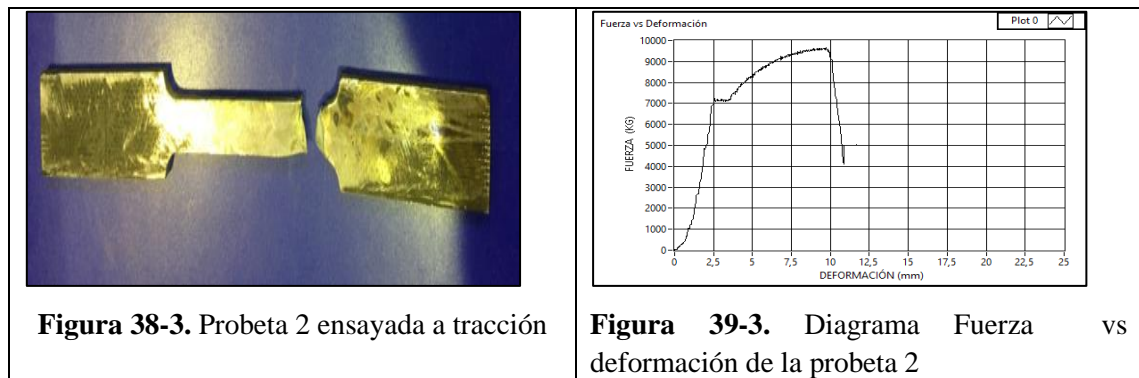 Fuerza vs Deformación
Plot 0
FUERZA (KG)
10000
9000
8000
7000
6000
5000
4000
3000
2000
1000
0
0 2,5 5 7,5 10 12,5 15 17,5 20 22,5 25
DEFORMACIÓN (mm)
Figura 38-3. Probeta 2 ensayada a tracción
Figura 39-3. Diagrama Fuerza vs
deformación de la probeta 2